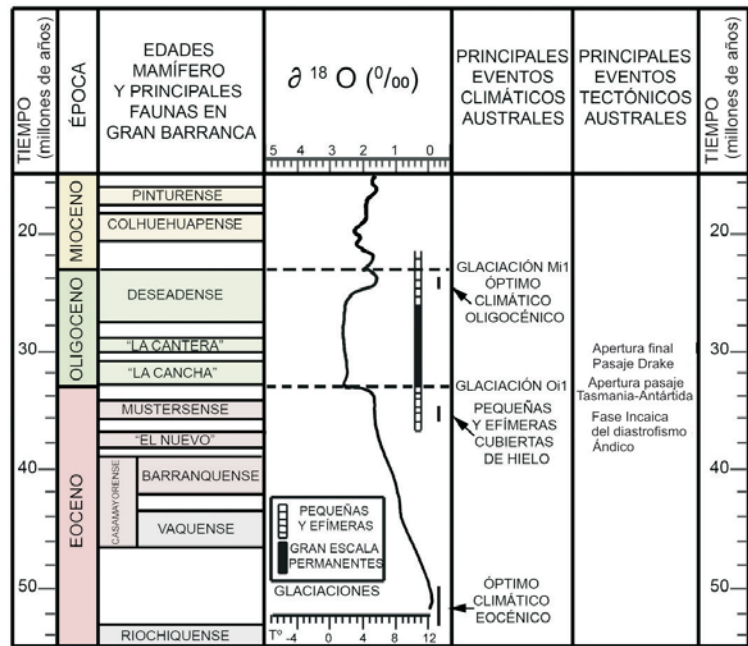 TIEMPO
(millones de años)
ÉPOCA
EDADES
MAMÍFERO
Y PRINCIPALES
FAUNAS EN
GRAN BARRANCA
∂ 18 O (0/00)
5 4 3 2 1 0
PRINCIPALES
EVENTOS
CLIMÁTICOS
AUSTRALES
PRINCIPALES
EVENTOS
TECTÓNICOS
AUSTRALES
TIEMPO
(millones de años)
20
30
40
50
MIOCENO
OLIGOCENO
EOCENO
PINTURENSE
COLHUEHUAPENSE
DESEADENSE
"LA CANTERA"
"LA CANCHA"
MUSTERSENSE
"EL NUEVO"
CASAMAYORENSE
BARRANQUENSE
VAQUENSE
RIOCHIQUENSE
PEQUEÑAS
Y EFÍMERAS
GRAN ESCALA
PERMANENTES
GLACIACIONES
Tº -4 0 4 8 12
GLACIACIÓN Mi1
ÓPTIMO
CLIMÁTICO
OLIGOCÉNICO
GLACIACIÓN Oi1
PEQUEÑAS
Y EFÍMERAS
CUBIERTAS
DE HIELO
ÓPTIMO
CLIMÁTICO
EOCÉNICO
Apertura final
Pasaje Drake
Apertura pasaje
Tasmania-Antártida
Fase Incaica
del diastrofismo
Ándico
20
30
40
50